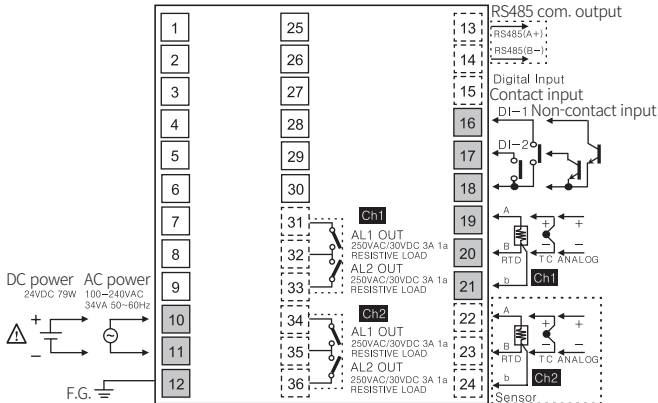 RS485 com. output
1 25 13 RS485(A+)
2 26 14 RS485(B−)
Digital Input
3 27 15 Contact input
4 28 16 DI−1 Non-contact input
5 29 17 DI−2
6 30 18
7 31 Ch1 19 A + +
AL1 OUT
250VAC/30VDC 3A 1a
8 32 RESISTIVE LOAD 20 B − −
AL2 OUT RTD TC ANALOG
DC power AC power
24VDC 79W 100−240VAC
34VA 50~60Hz
9 33 250VAC/30VDC 3A 1a 21 b Ch1
RESISTIVE LOAD
+ 10 34 Ch2 22 A + +
AL1 OUT
250VAC/30VDC 3A 1a
− 11 35 RESISTIVE LOAD 23 B − −
AL2 OUT RTD TC ANALOG
F.G. 12 36 250VAC/30VDC 3A 1a 24 b Ch2
RESISTIVE LOAD Sensor